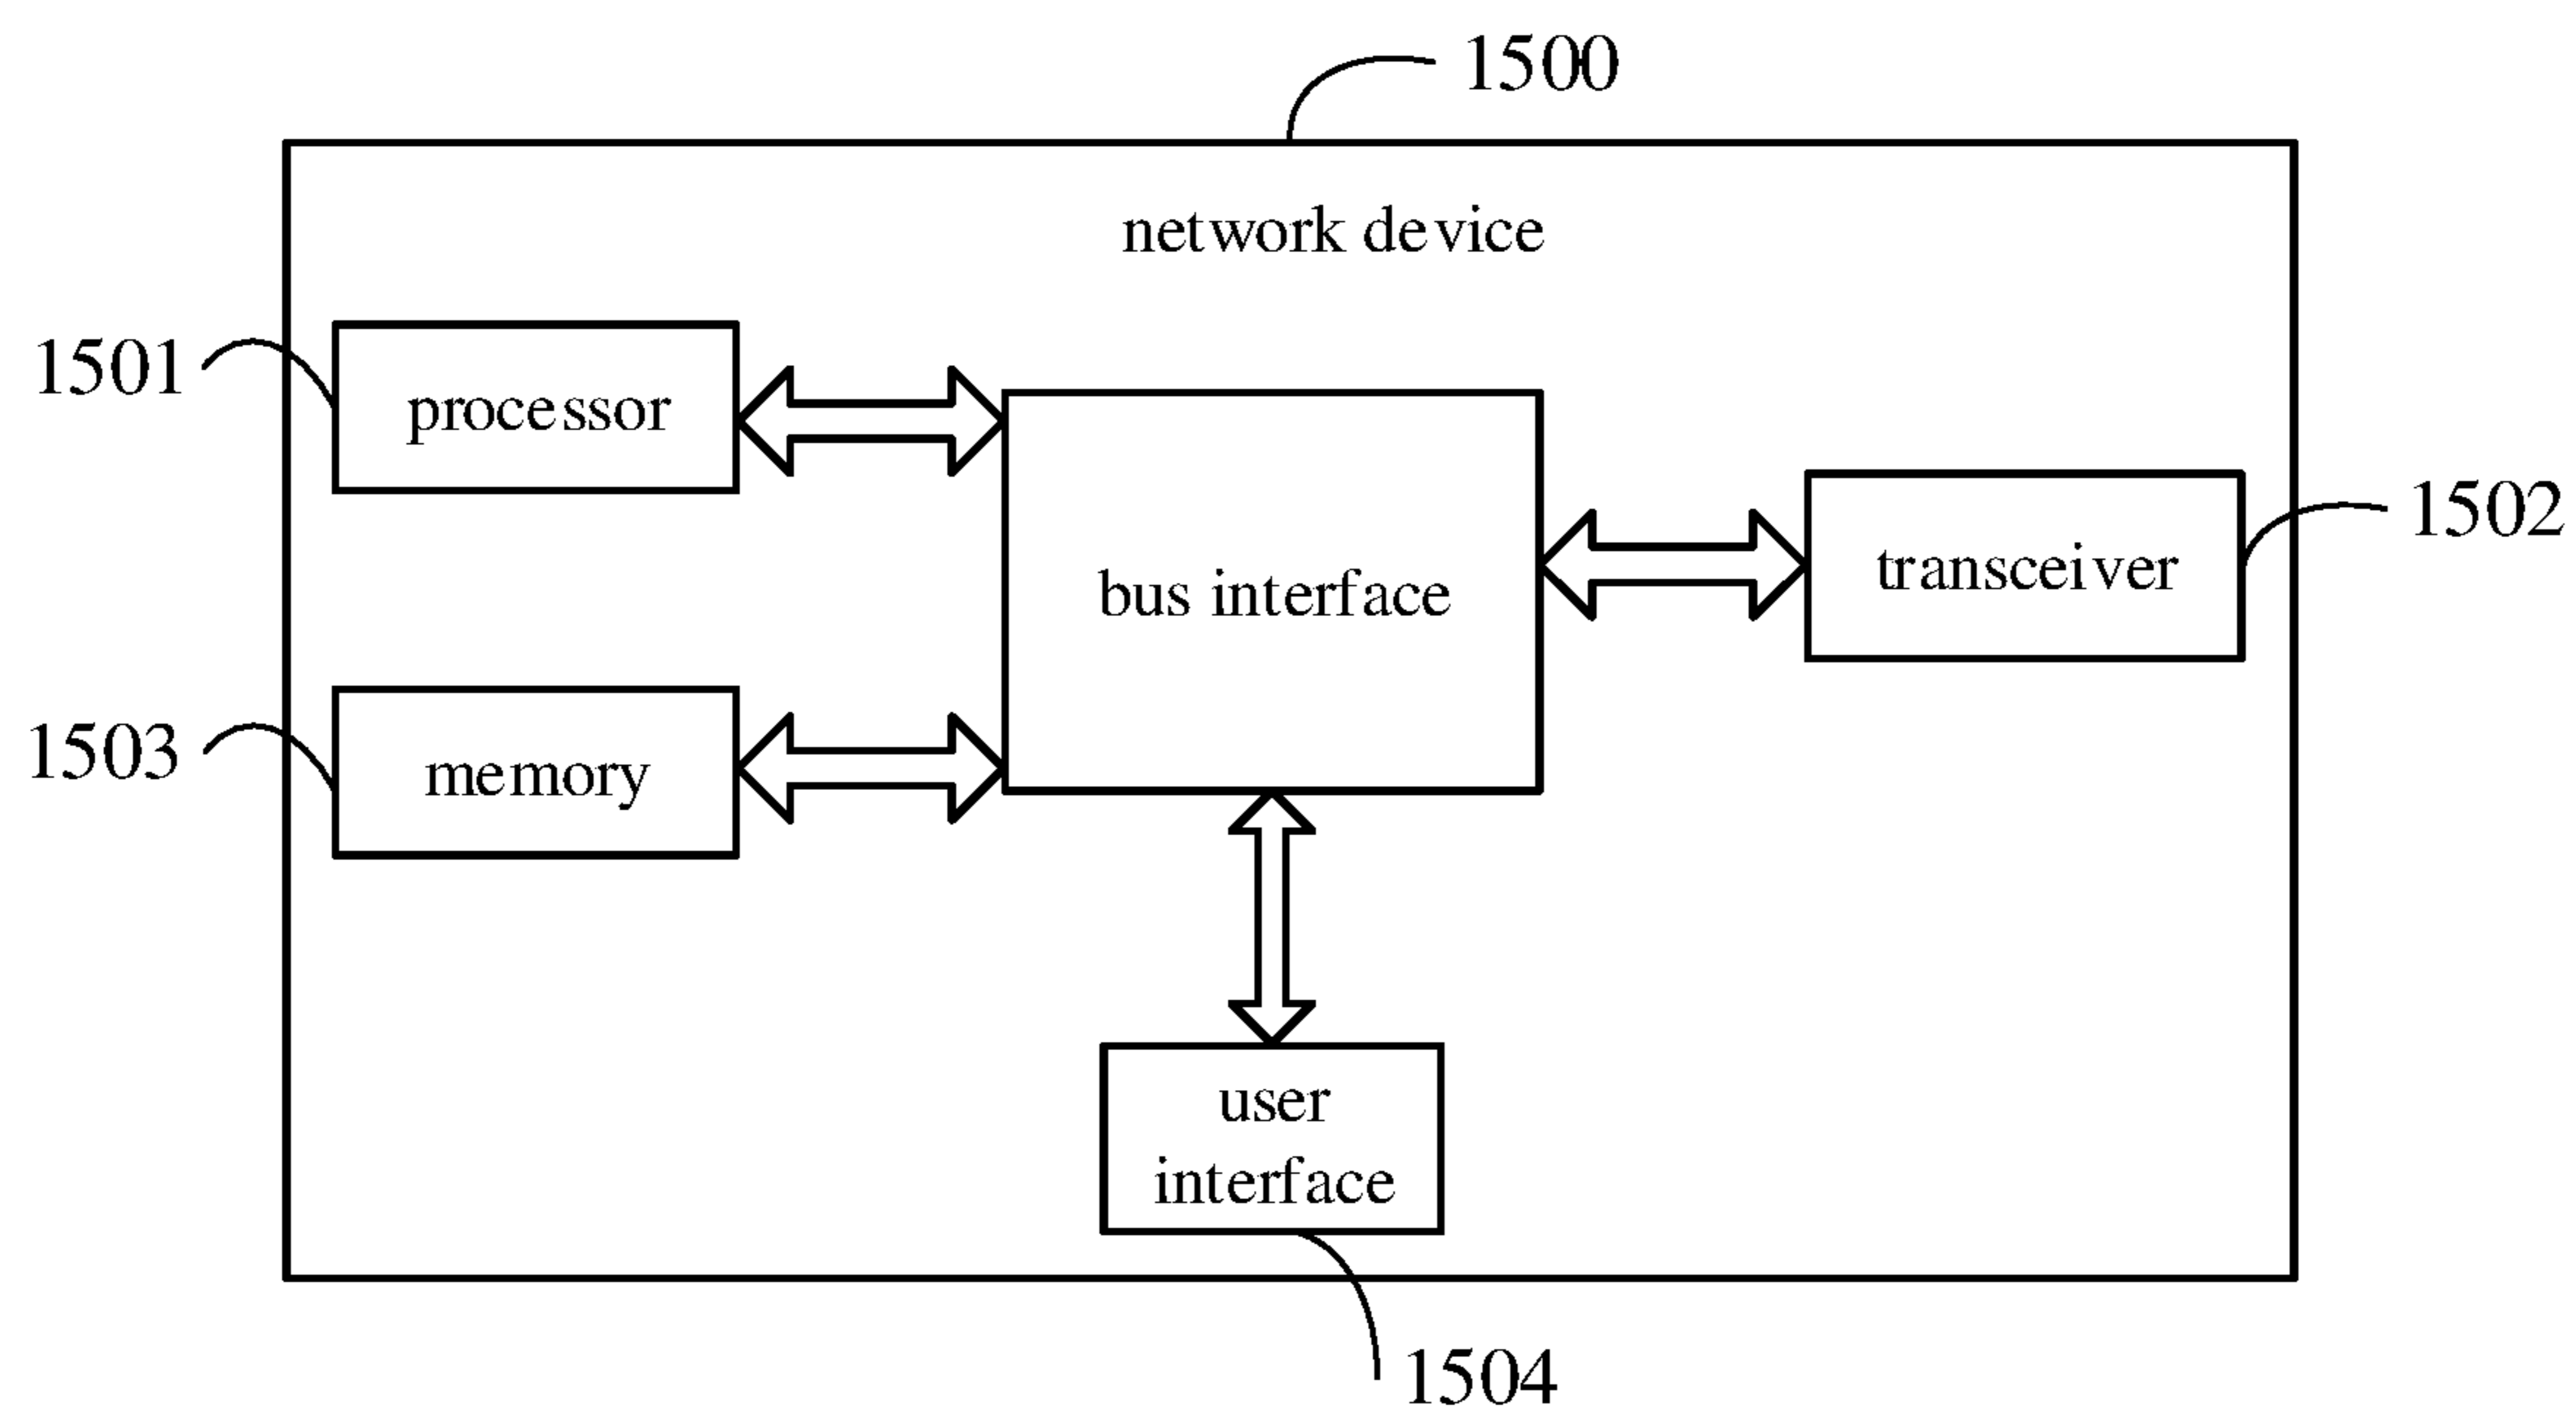 1500
network device
1501
processor
bus interface
transceiver
1502
1503
memory
user
interface
1504